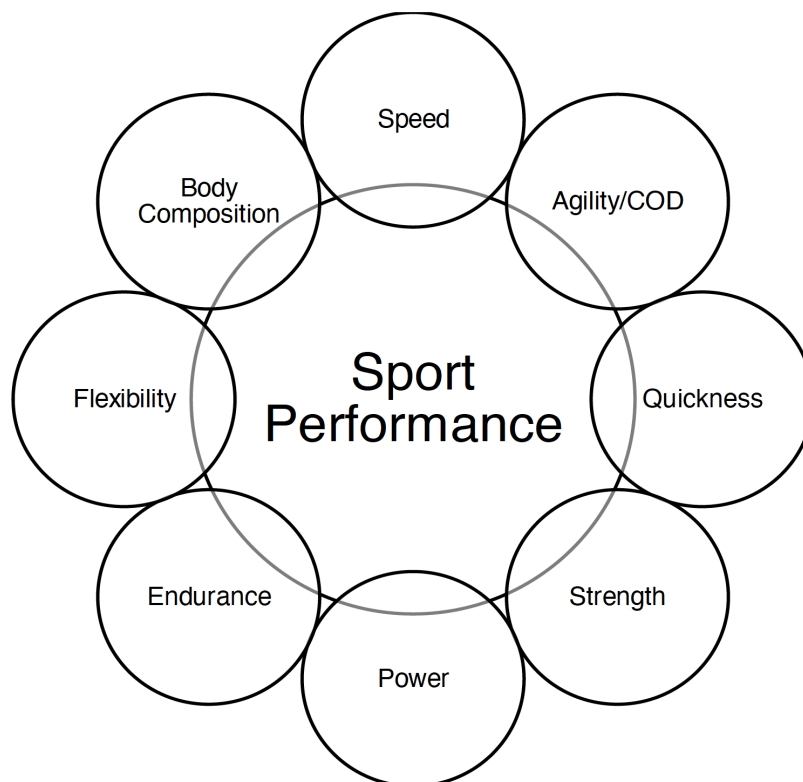 Speed
Body
Composition
Agility/COD
Sport
Performance
Flexibility
Quickness
Endurance
Strength
Power